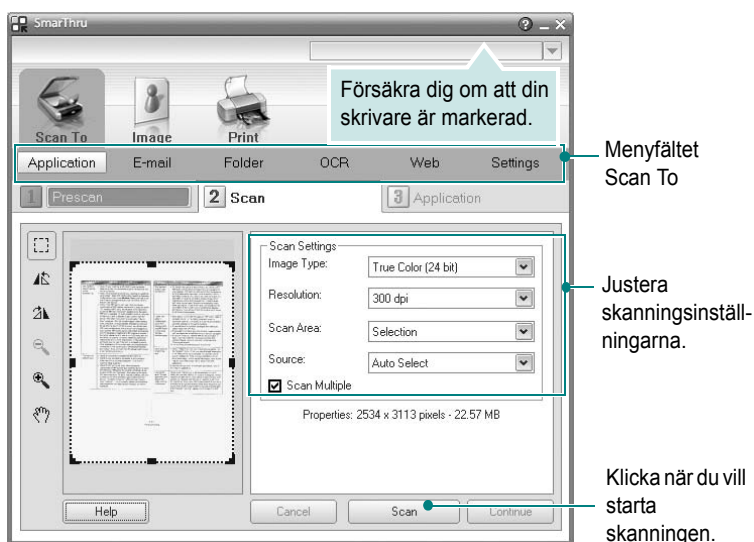 SmarThru
Försäkra dig om att din
skrivare är markerad.
Scan To Image Print
Application E-mail Folder OCR Web Settings
Menyfältet
Scan To
1 Prescan 2 Scan 3 Application
Scan Settings
Image Type: True Color (24 bit)
Resolution: 300 dpi
Scan Area: Selection
Source: Auto Select
Scan Multiple
Properties: 2534 x 3113 pixels - 22.57 MB
Justera
skanningsinställ-
ningarna.
Help Cancel Scan Continue
Klicka när du vill
starta
skanningen.